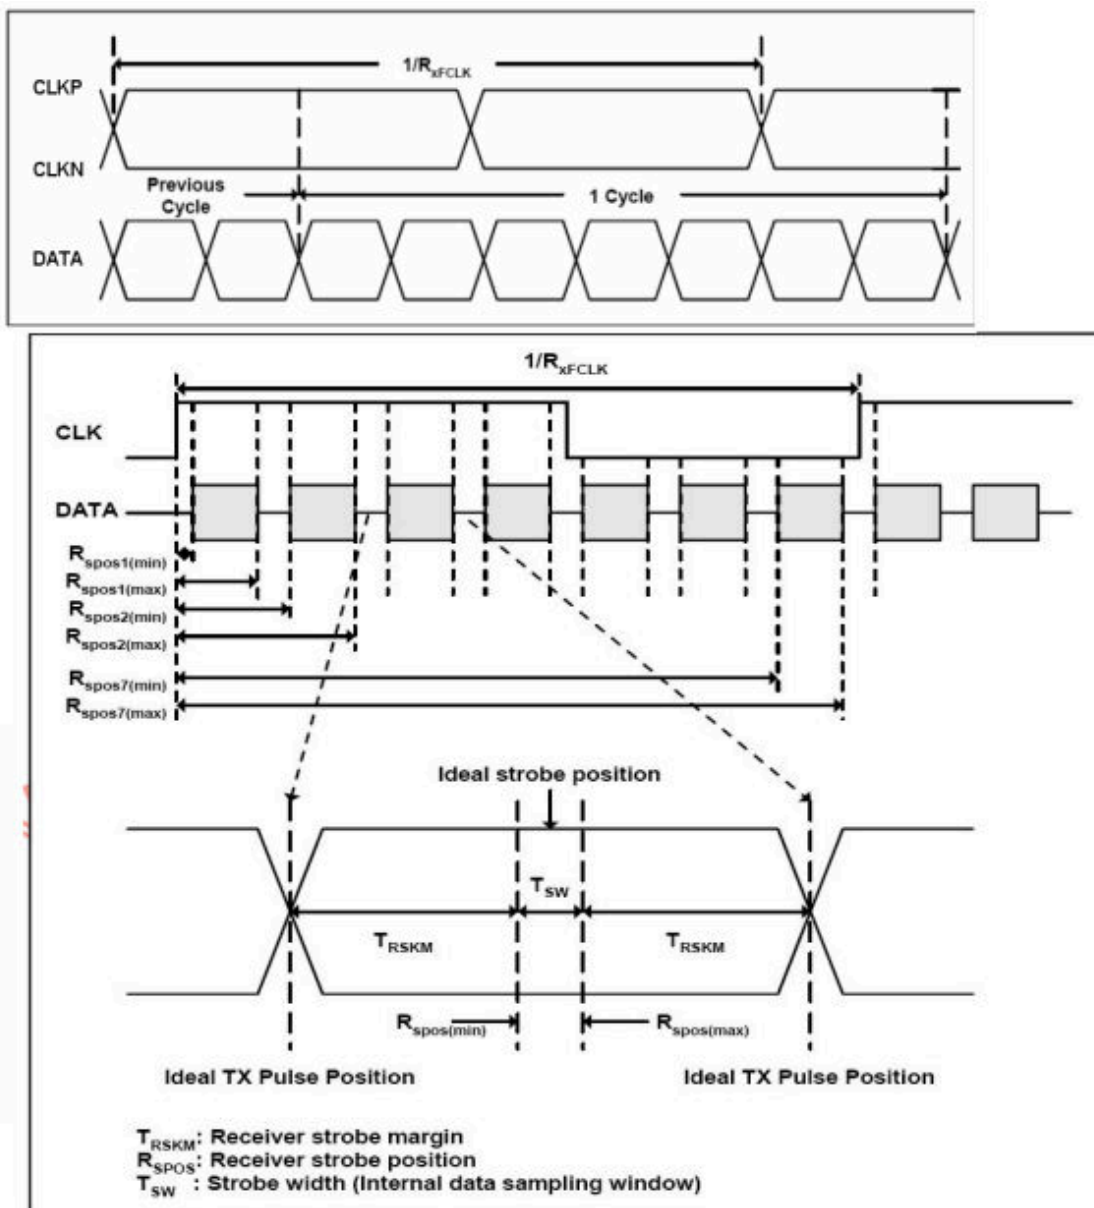 1/RxFCLK
CLKP
CLKN
Previous
Cycle
1 Cycle
DATA
1/RxFCLK
CLK
DATA
Rspos1(min)
Rspos1(max)
Rspos2(min)
Rspos2(max)
Rspos7(min)
Rspos7(max)
Ideal strobe position
TSW
TRSKM
TRSKM
Rspos(min)
Rspos(max)
Ideal TX Pulse Position
Ideal TX Pulse Position
TRSKM: Receiver strobe margin
RSPOS: Receiver strobe position
TSW : Strobe width (Internal data sampling window)